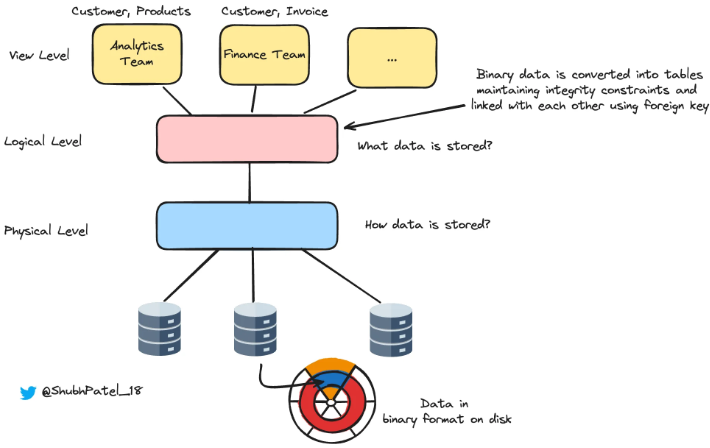 Customer, Products
Customer, Invoice
View Level
Analytics
Team
Finance Team
...
Binary data is converted into tables
maintaining integrity constraints and
linked with each other using foreign key
Logical Level
What data is stored?
Physical Level
How data is stored?
@ShubhPatel_18
Data in
binary format on disk